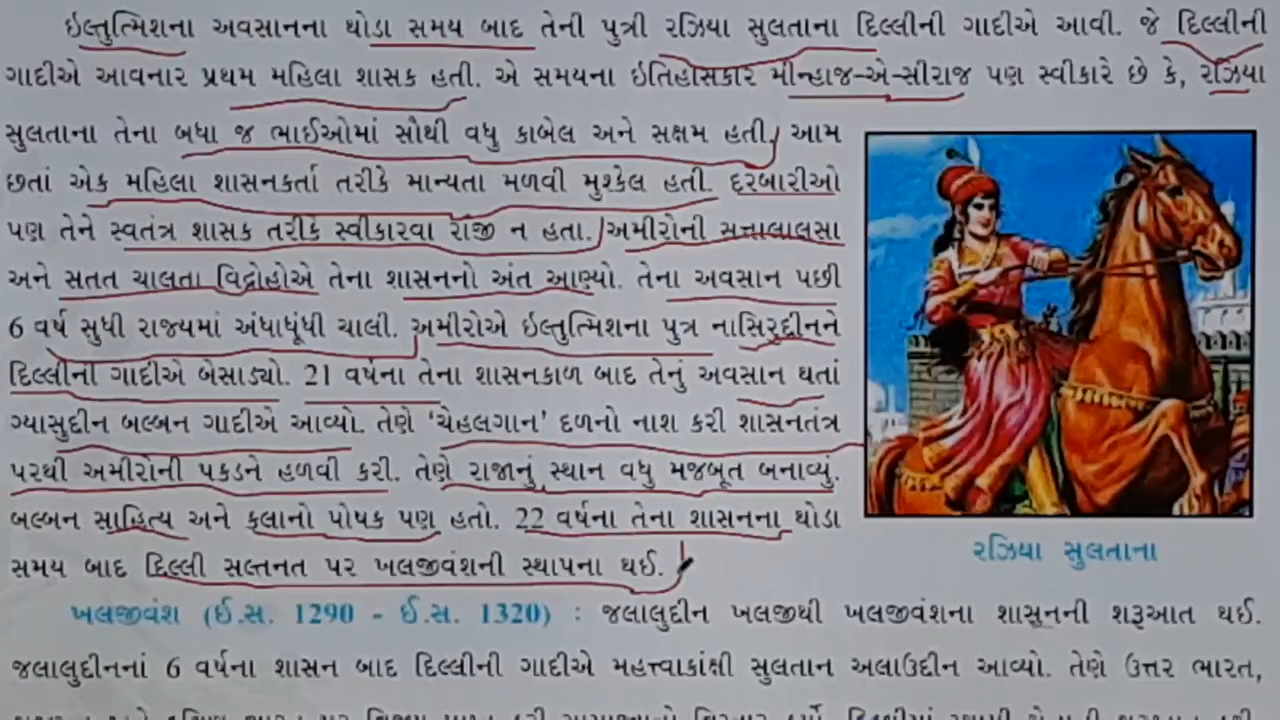 ઇલ્તુત્મિશના અવસાનના થોડા સમય બાદ તેની પુત્રી રઝિયા સુલતાના દિલ્લીની ગાદીએ આવી. જે દિલ્લીની
ગાદીએ આવનાર પ્રથમ મહિલા શાસક હતી. એ સમયના ઇતિહાસકાર મીન્હાજ-એ-સીરાજ પણ સ્વીકારે છે કે, રઝિયા
સુલતાના તેના બધા જ ભાઈઓમાં સૌથી વધુ કાબેલ અને સક્ષમ હતી, આમ
છતાં એક મહિલા શાસનકર્તા તરીકે માન્યતા મળવી મુશ્કેલ હતી. દરબારીઓ
પણ તેને સ્વતંત્ર શાસક તરીકે સ્વીકારવા રાજી ન હતા. અમીરોની સત્તાલાલસા
અને સતત ચાલતા વિદ્રોહોએ તેના શાસનનો અંત આણ્યો. તેના અવસાન પછી
6 વર્ષ સુધી રાજ્યમાં અંધાધૂંધી ચાલી. અમીરોએ ઇલ્તુત્મિશના પુત્ર નાસિરુદ્દીનને
દિલ્લીની ગાદીએ બેસાડ્યો. 21 વર્ષના તેના શાસનકાળ બાદ તેનું અવસાન થતાં
ગ્યાસુદ્દીન બલ્બન ગાદીએ આવ્યો. તેણે ‘ચેહલગાન’ દળનો નાશ કરી શાસનતંત્ર
પરથી અમીરોની પકડને હળવી કરી. તેણે રાજાનું સ્થાન વધુ મજબૂત બનાવ્યું.
બલ્બન સાહિત્ય અને કલાનો પોષક પણ હતો. 22 વર્ષના તેના શાસનના થોડા
સમય બાદ દિલ્લી સલ્તનત પર ખલજીવંશની સ્થાપના થઈ.
રઝિયા સુલતાના
ખલજીવંશ (ઈ.સ. 1290 - ઈ.સ. 1320) : જલાલુદ્દીન ખલજીથી ખલજીવંશના શાસનની શરૂઆત થઈ.
જલાલુદ્દીનનાં 6 વર્ષના શાસન બાદ દિલ્લીની ગાદીએ મહત્ત્વાકાંક્ષી સુલતાન અલાઉદ્દીન આવ્યો. તેણે ઉત્તર ભારત,